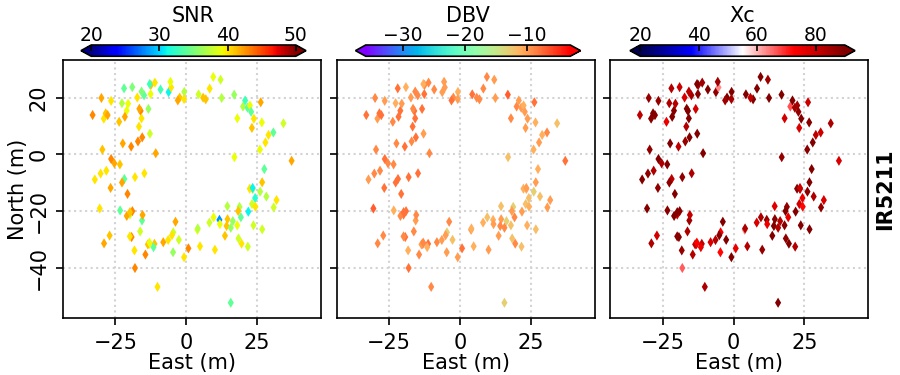 SNR DBV Xc
20 30 40 50 −30 −20 −10 20 40 60 80
North (m)
20
0
−20
−40
IR5211
−25 0 25 −25 0 25 −25 0 25
East (m) East (m) East (m)